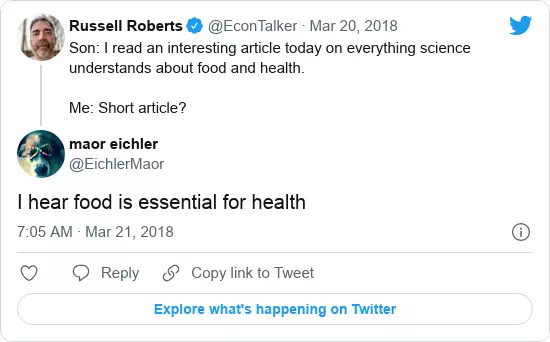 Russell Roberts @EconTalker · Mar 20, 2018
Son: I read an interesting article today on everything science
understands about food and health.
Me: Short article?
maor eichler
@EichlerMaor
I hear food is essential for health
7:05 AM · Mar 21, 2018
Reply Copy link to Tweet
Explore what's happening on Twitter